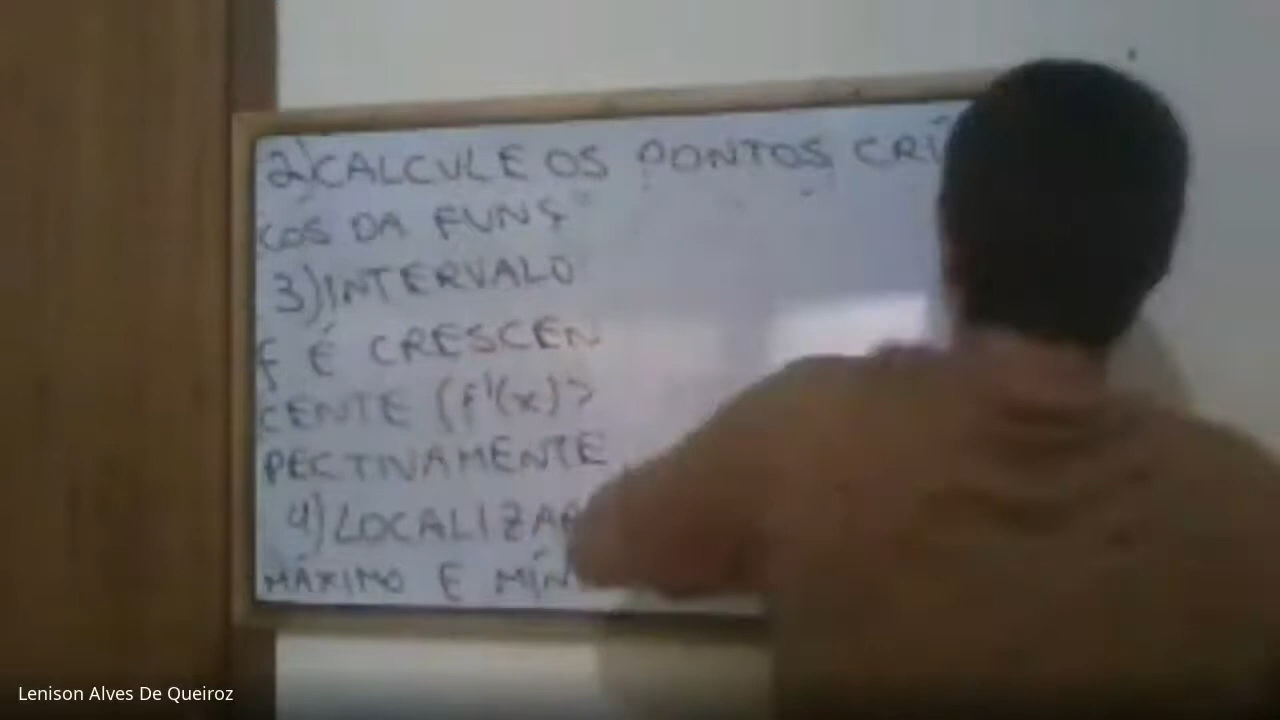 2) CALCULE OS PONTOS CRÍ
COS DA FUNÇ
3) INTERVALO
f É CRESCEN
CENTE (f'(x)>
PECTIVAMENTE
4) LOCALIZAR
MÁXIMO E MÍN
Lenison Alves De Queiroz